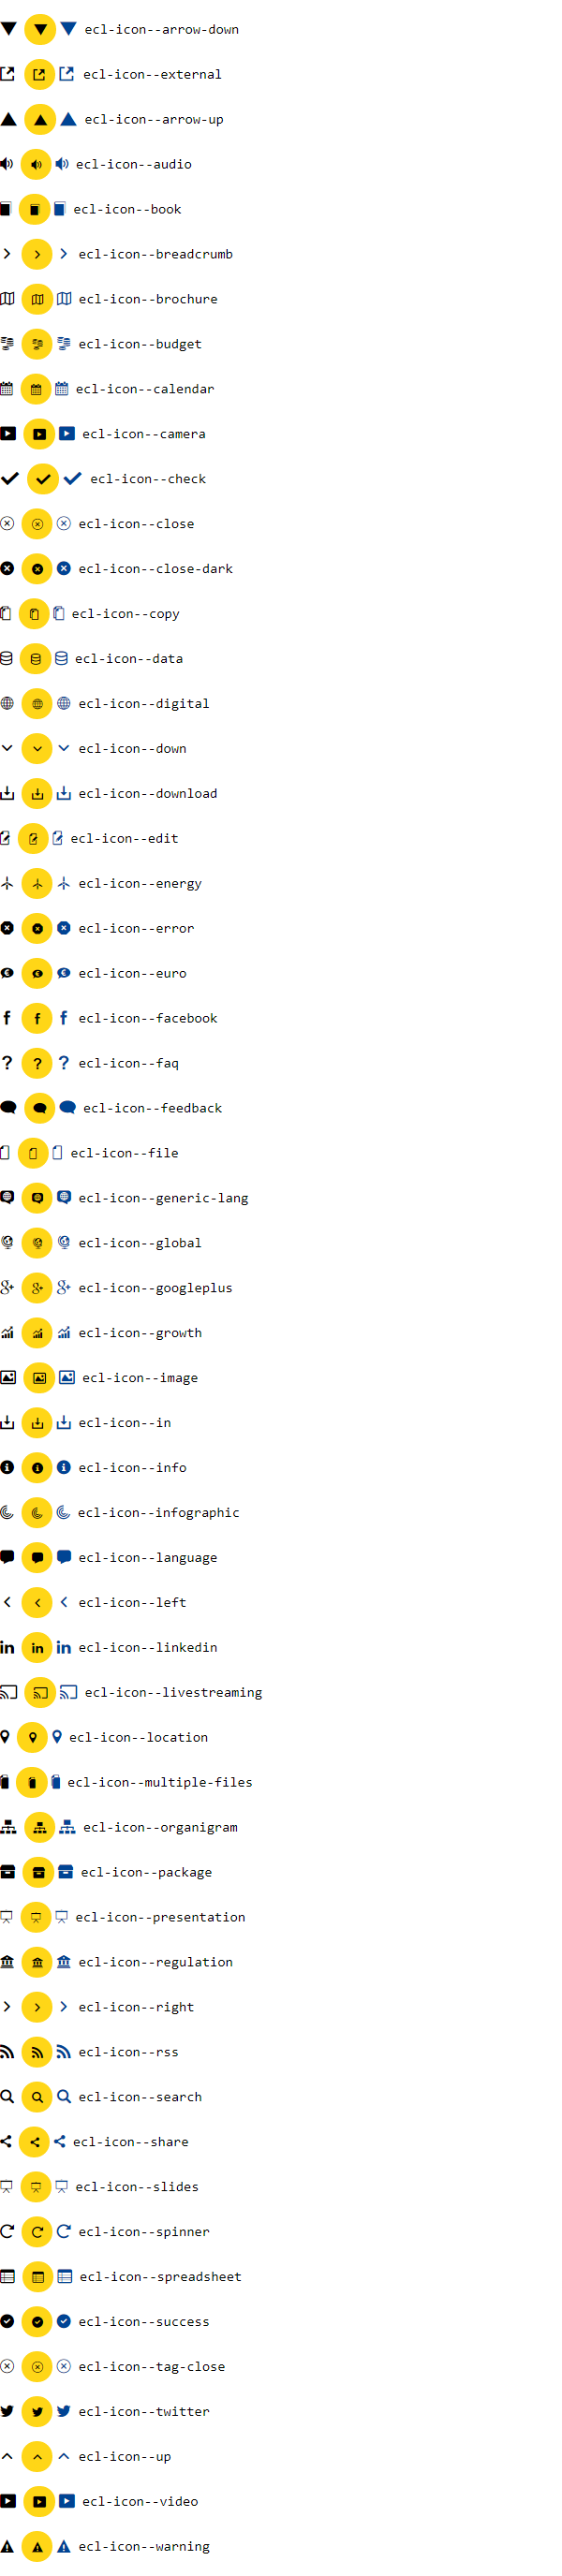 ecl-icon--arrow-down
ecl-icon--external
ecl-icon--arrow-up
ecl-icon--audio
ecl-icon--book
ecl-icon--breadcrumb
ecl-icon--brochure
ecl-icon--budget
ecl-icon--calendar
ecl-icon--camera
ecl-icon--check
ecl-icon--close
ecl-icon--close-dark
ecl-icon--copy
ecl-icon--data
ecl-icon--digital
ecl-icon--down
ecl-icon--download
ecl-icon--edit
ecl-icon--energy
ecl-icon--error
ecl-icon--euro
ecl-icon--facebook
ecl-icon--faq
ecl-icon--feedback
ecl-icon--file
ecl-icon--generic-lang
ecl-icon--global
ecl-icon--googleplus
ecl-icon--growth
ecl-icon--image
ecl-icon--in
ecl-icon--info
ecl-icon--infographic
ecl-icon--language
ecl-icon--left
ecl-icon--linkedin
ecl-icon--livestreaming
ecl-icon--location
ecl-icon--multiple-files
ecl-icon--organigram
ecl-icon--package
ecl-icon--presentation
ecl-icon--regulation
ecl-icon--right
ecl-icon--rss
ecl-icon--search
ecl-icon--share
ecl-icon--slides
ecl-icon--spinner
ecl-icon--spreadsheet
ecl-icon--success
ecl-icon--tag-close
ecl-icon--twitter
ecl-icon--up
ecl-icon--video
ecl-icon--warning